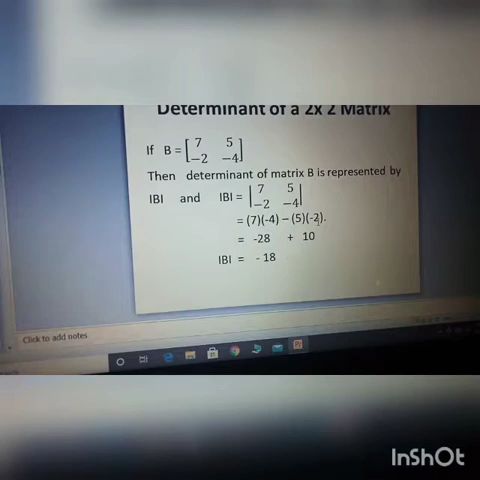 Determinant of a 2x 2 Matrix
If B = [7 5
-2 -4]
Then determinant of matrix B is represented by
IBI and IBI = |7 5
-2 -4|
= (7)(-4) – (5)(-2).
= -28 + 10
IBI = - 18
Click to add notes
InShOt